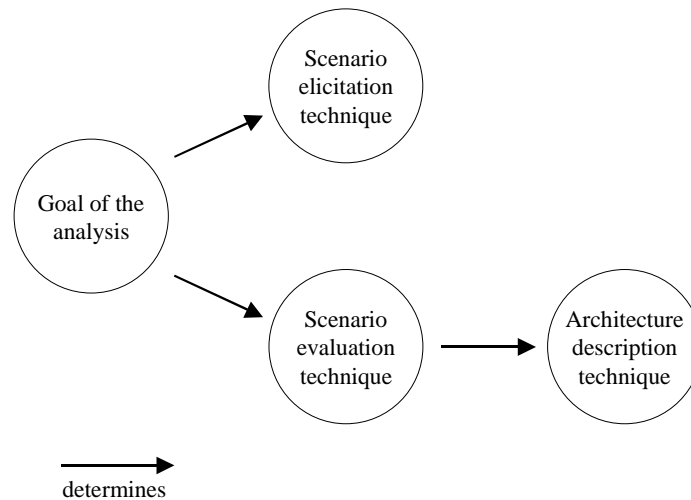 Scenario
elicitation
technique
Goal of the
analysis
Scenario
evaluation
technique
Architecture
description
technique
determines